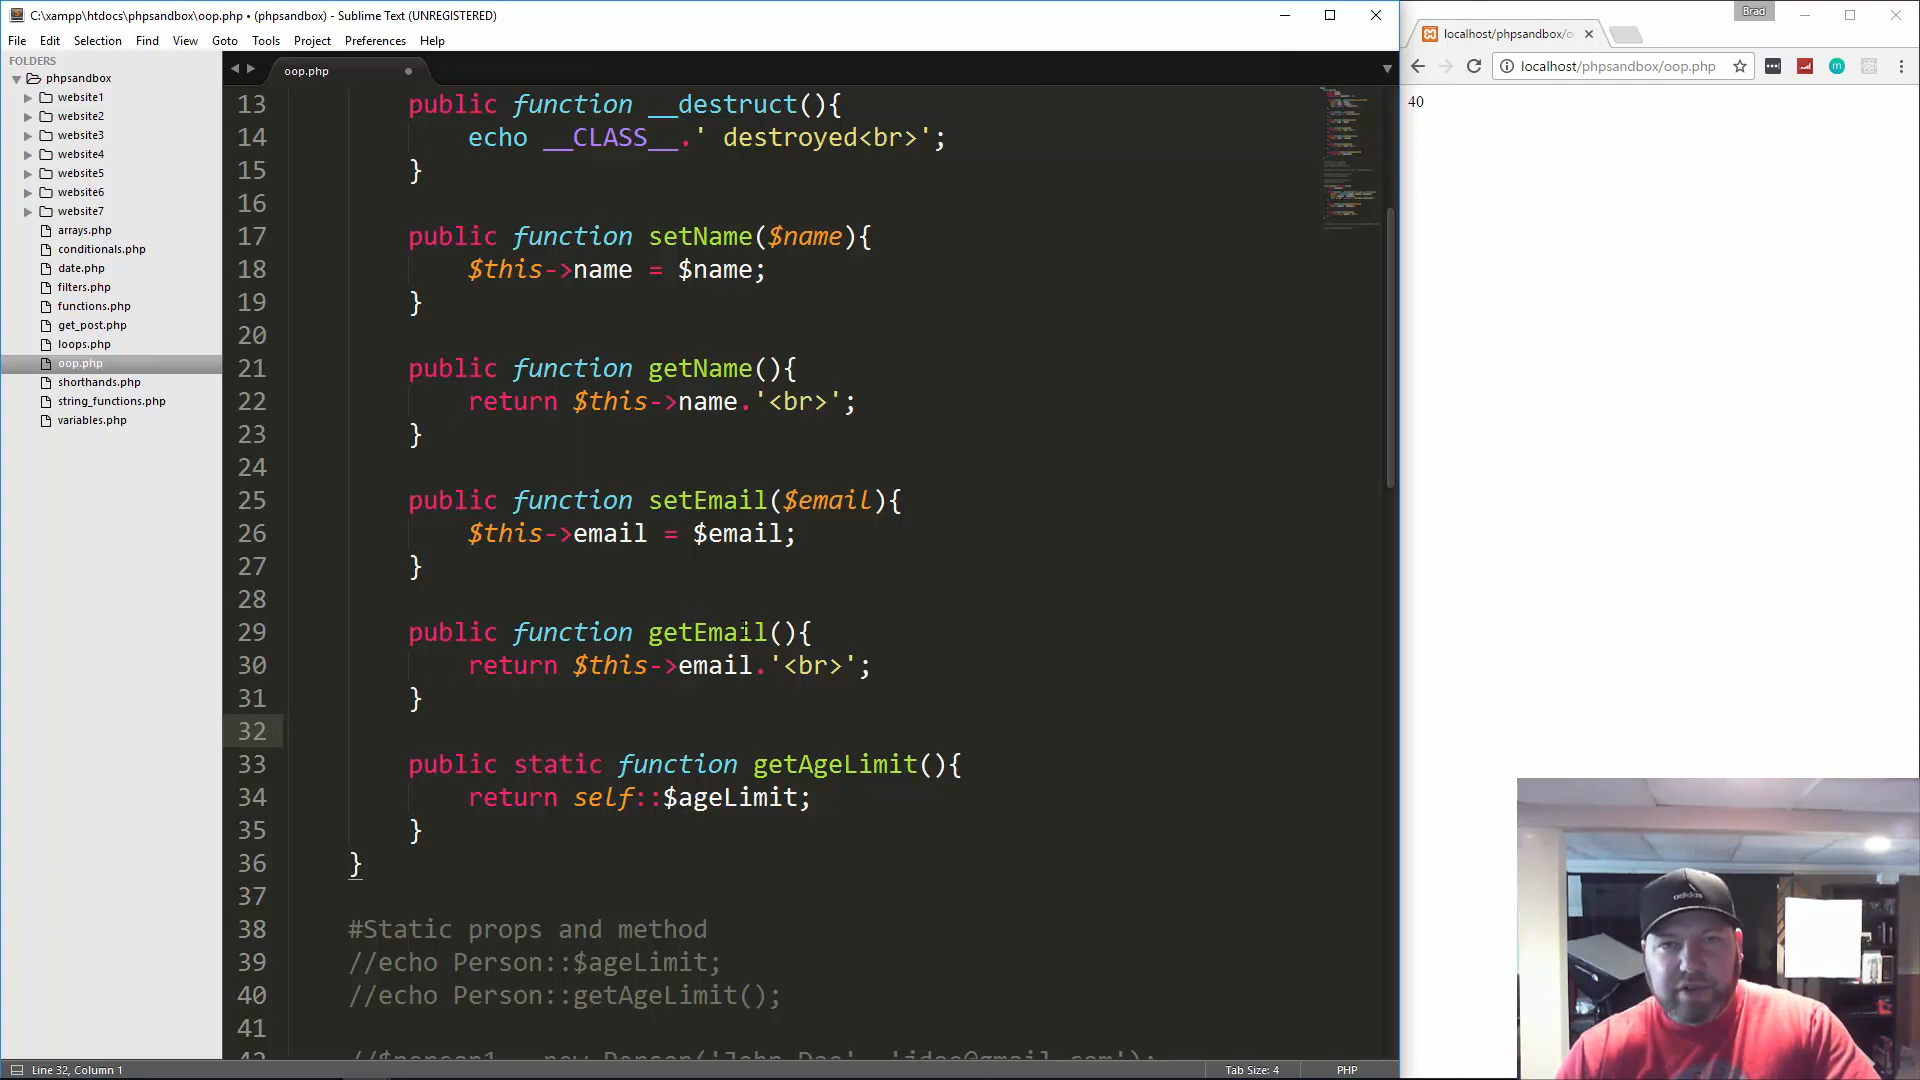 C:\xampp\htdocs\phpsandbox\oop.php • (phpsandbox) - Sublime Text (UNREGISTERED)
File Edit Selection Find View Goto Tools Project Preferences Help
FOLDERS
phpsandbox
website1
website2
website3
website4
website5
website6
website7
arrays.php
conditionals.php
date.php
filters.php
functions.php
get_post.php
loops.php
oop.php
shorthands.php
string_functions.php
variables.php
oop.php
13 public function __destruct(){
14 echo __CLASS__.' destroyed<br>';
15 }
16
17 public function setName($name){
18 $this->name = $name;
19 }
20
21 public function getName(){
22 return $this->name.'<br>';
23 }
24
25 public function setEmail($email){
26 $this->email = $email;
27 }
28
29 public function getEmail(){
30 return $this->email.'<br>';
31 }
32
33 public static function getAgeLimit(){
34 return self::$ageLimit;
35 }
36 }
37
38 #Static props and method
39 //echo Person::$ageLimit;
40 //echo Person::getAgeLimit();
41
42 //$person1 = new Person('John Doe', 'jdoe@gmail.com');
Line 32, Column 1
Tab Size: 4
PHP
Brad
localhost/phpsandbox/oo
localhost/phpsandbox/oop.php
40
adidas